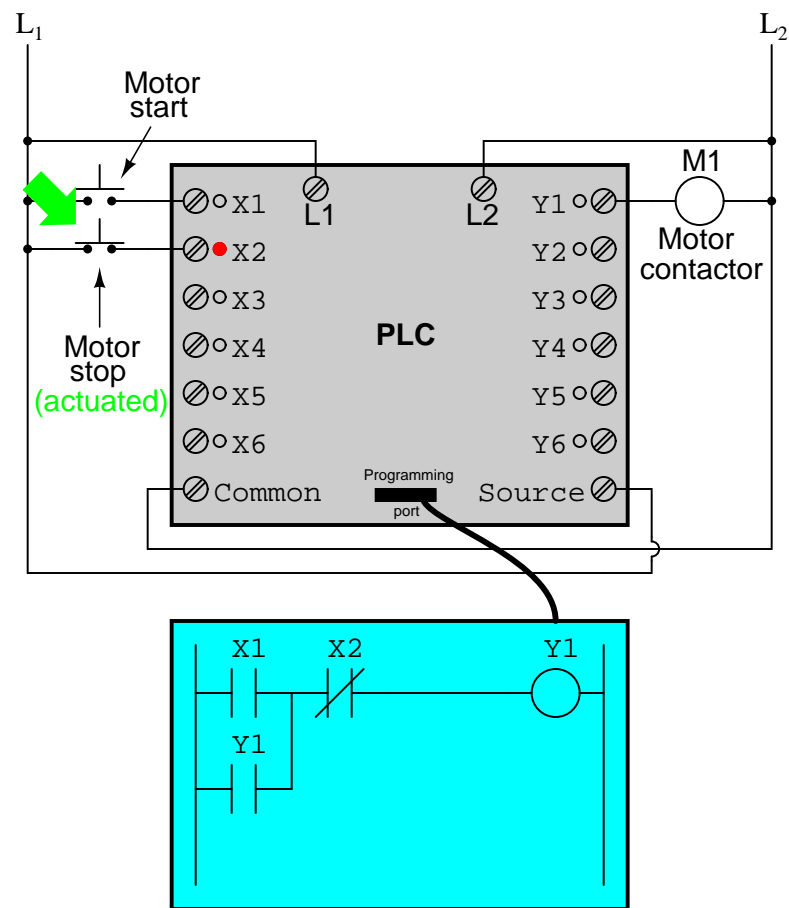 L1 L2
Motor
start
M1
X1 L1 L2 Y1
Motor
contactor
X2 Y2
X3 Y3
Motor
stop
(actuated)
X4 PLC Y4
X5 Y5
X6 Y6
Common Programming
port Source
X1 X2 Y1
Y1